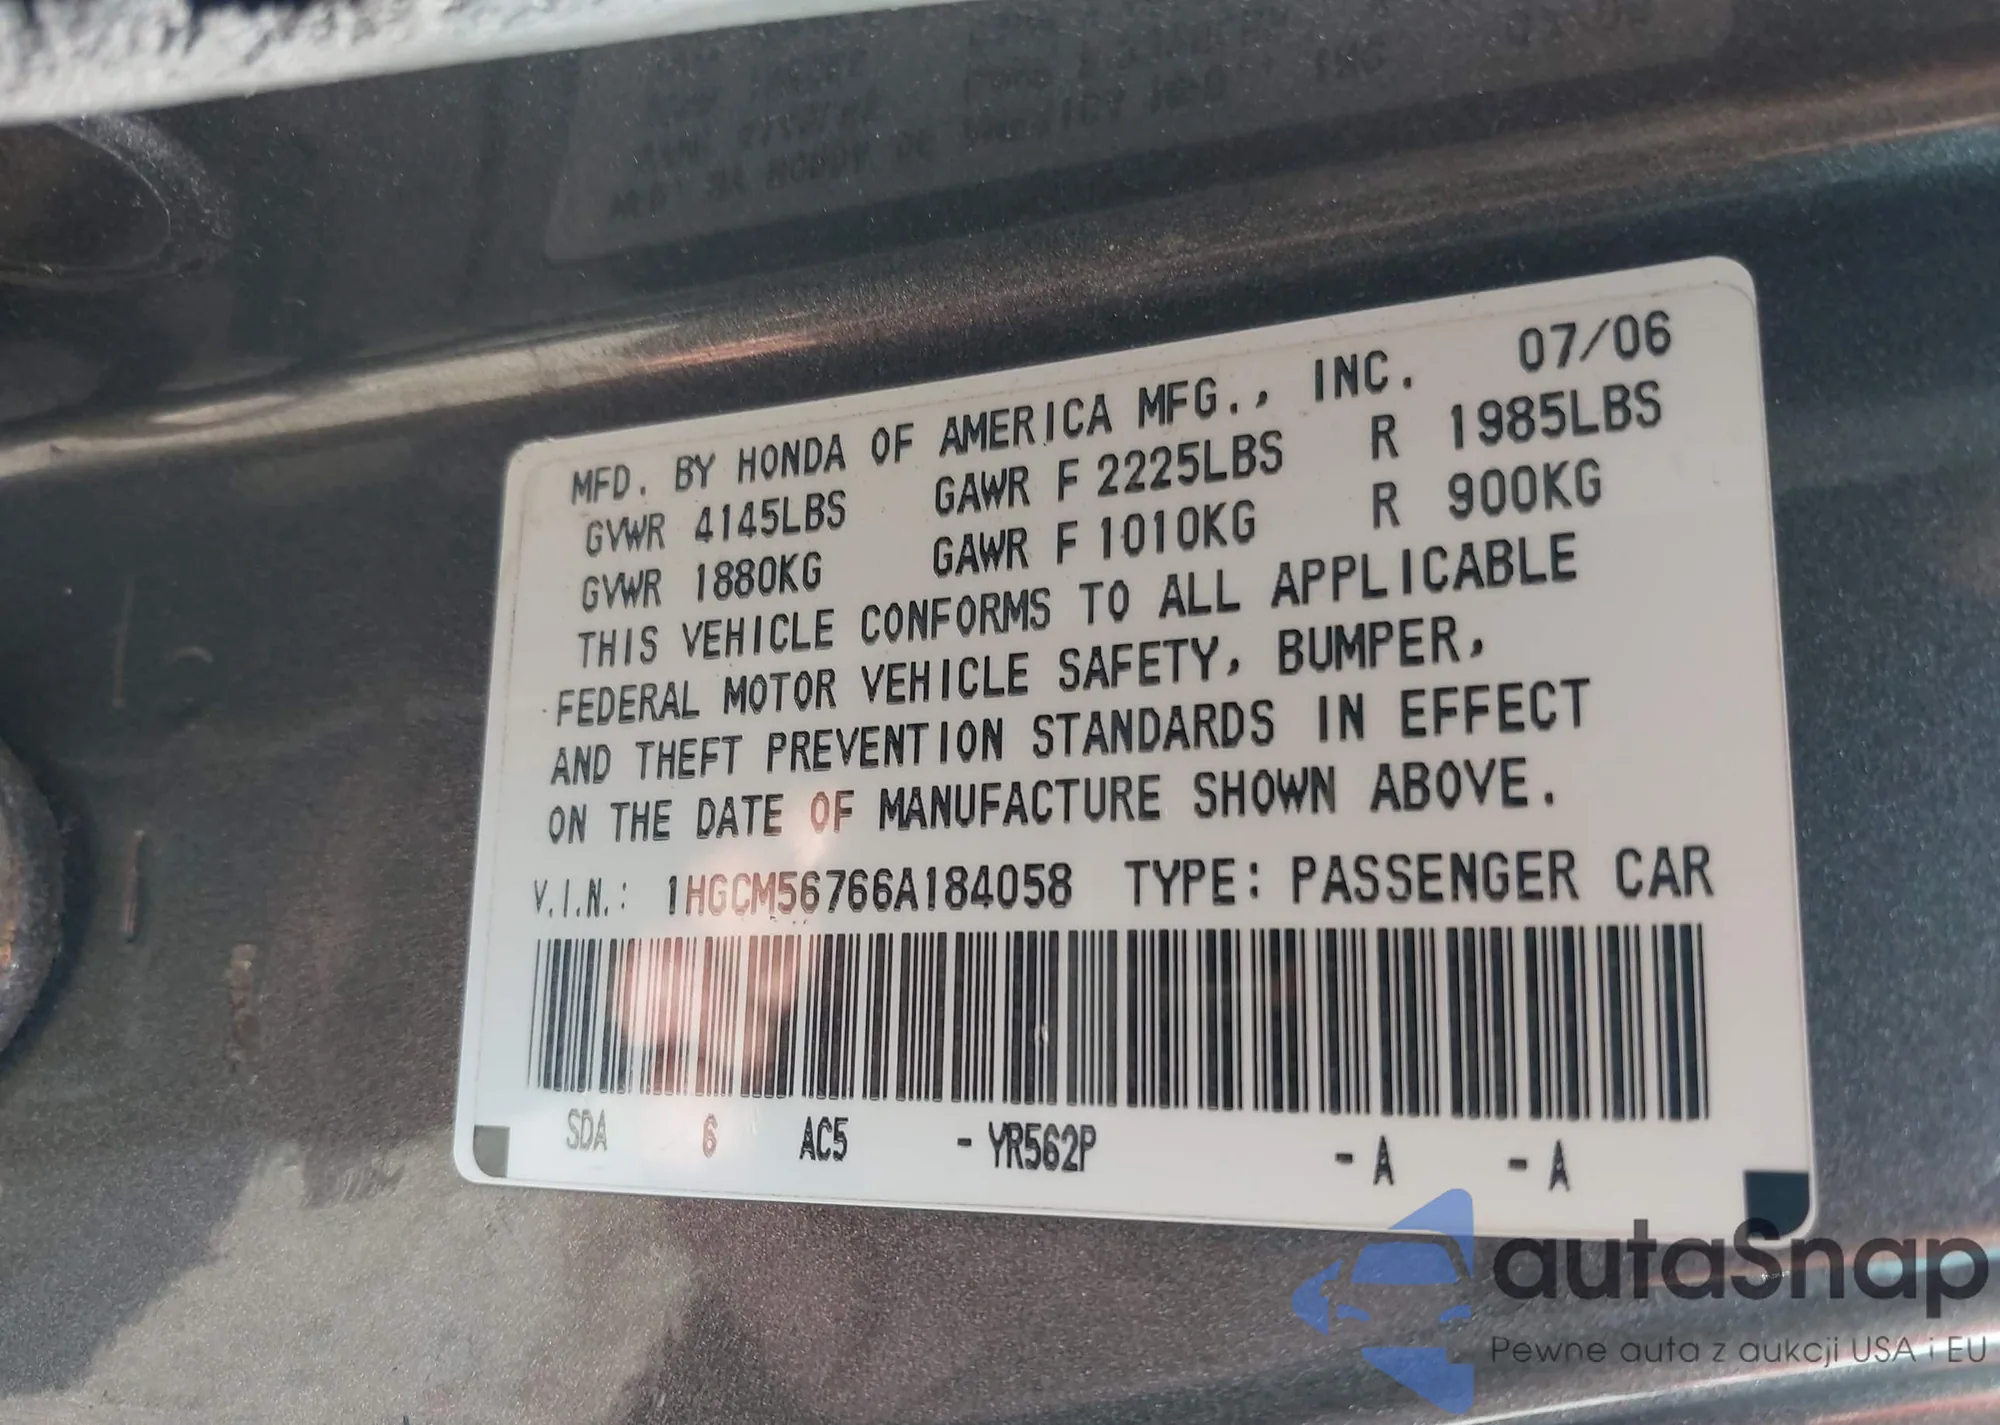 MFD. BY HONDA OF AMERICA MFG., INC. 07/06
GVWR 4145LBS GAWR F 2225LBS R 1985LBS
GVWR 1880KG GAWR F 1010KG R 900KG
THIS VEHICLE CONFORMS TO ALL APPLICABLE
FEDERAL MOTOR VEHICLE SAFETY, BUMPER,
AND THEFT PREVENTION STANDARDS IN EFFECT
ON THE DATE OF MANUFACTURE SHOWN ABOVE.
V.I.N.: 1HGCM56766A184058 TYPE: PASSENGER CAR
SDA 6 AC5 - YR562P - A - A
autaSnap
Pewne auta z aukcji USA i EU